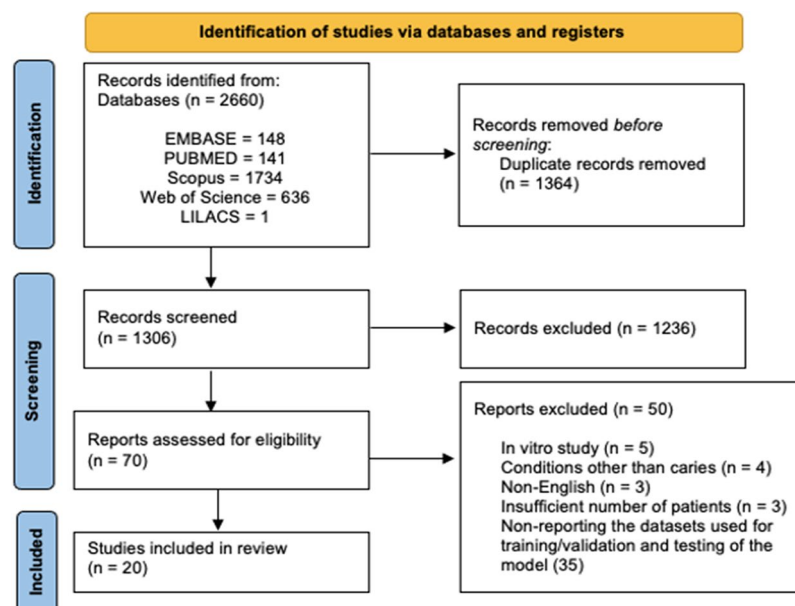 Identification of studies via databases and registers
Identification
Records identified from:
Databases (n = 2660)
EMBASE = 148
PUBMED = 141
Scopus = 1734
Web of Science = 636
LILACS = 1
Records removed before
screening:
Duplicate records removed
(n = 1364)
Screening
Records screened
(n = 1306)
Records excluded (n = 1236)
Reports assessed for eligibility
(n = 70)
Reports excluded (n = 50)
In vitro study (n = 5)
Conditions other than caries (n = 4)
Non-English (n = 3)
Insufficient number of patients (n = 3)
Non-reporting the datasets used for
training/validation and testing of the
model (35)
Included
Studies included in review
(n = 20)